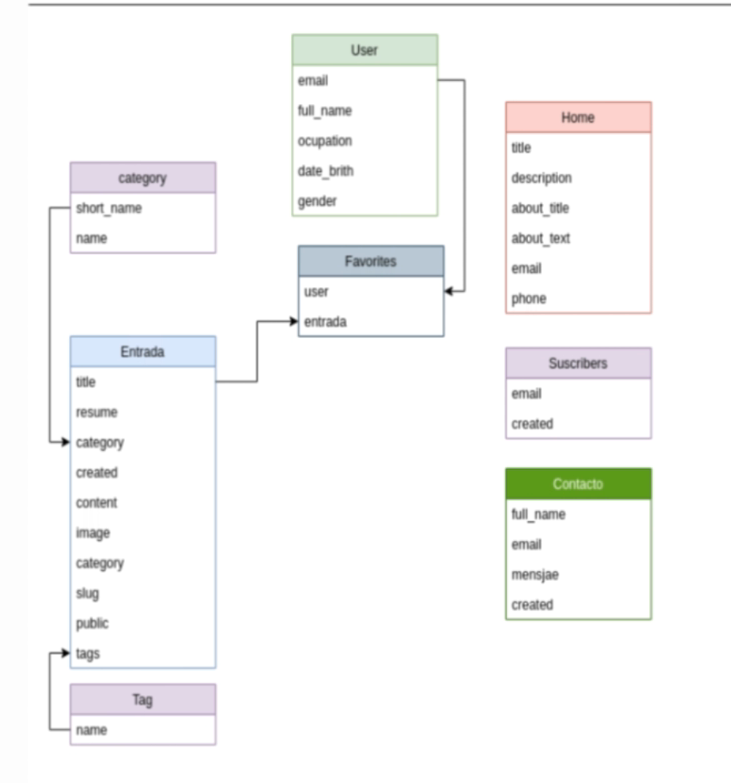 User
email
full_name
ocupation
date_brith
gender
Home
title
description
about_title
about_text
email
phone
category
short_name
name
Favorites
user
entrada
Entrada
title
resume
category
created
content
image
category
slug
public
tags
Suscribers
email
created
Contacto
full_name
email
mensjae
created
Tag
name